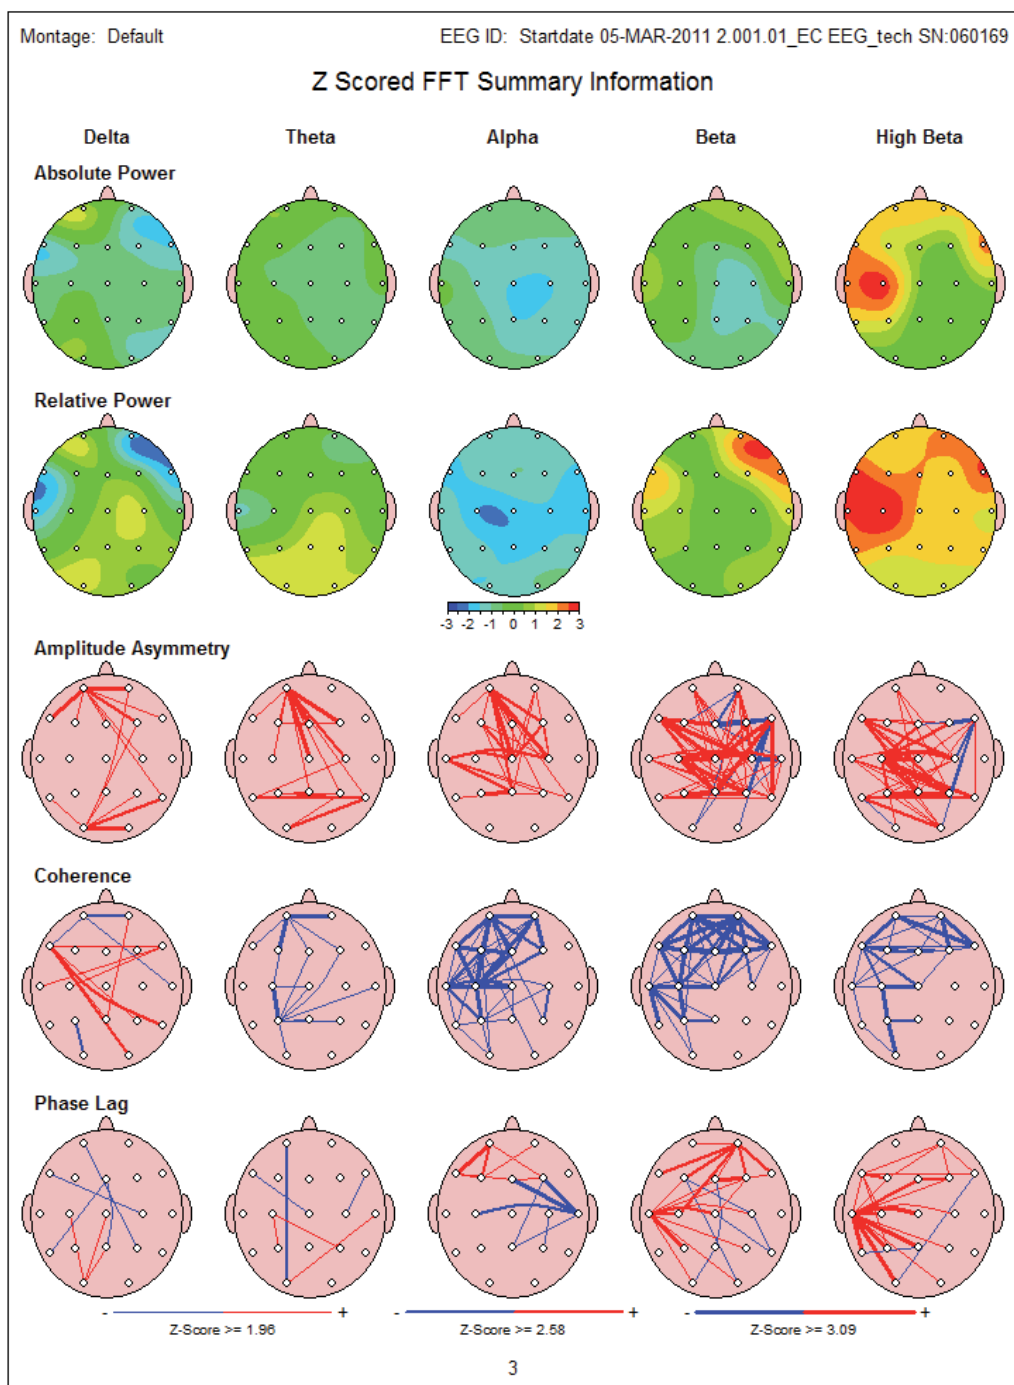 Montage: Default EEG ID: Startdate 05-MAR-2011 2.001.01_EC EEG_tech SN:060169
Z Scored FFT Summary Information
Delta Theta Alpha Beta High Beta
Absolute Power
Relative Power
-3 -2 -1 0 1 2 3
Amplitude Asymmetry
Coherence
Phase Lag
- + - + - +
Z-Score >= 1.96 Z-Score >= 2.58 Z-Score >= 3.09
3